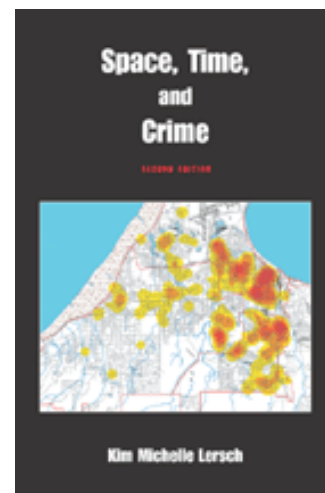 Space, Time,
and
Crime
SECOND EDITION
Kim Michelle Lersch